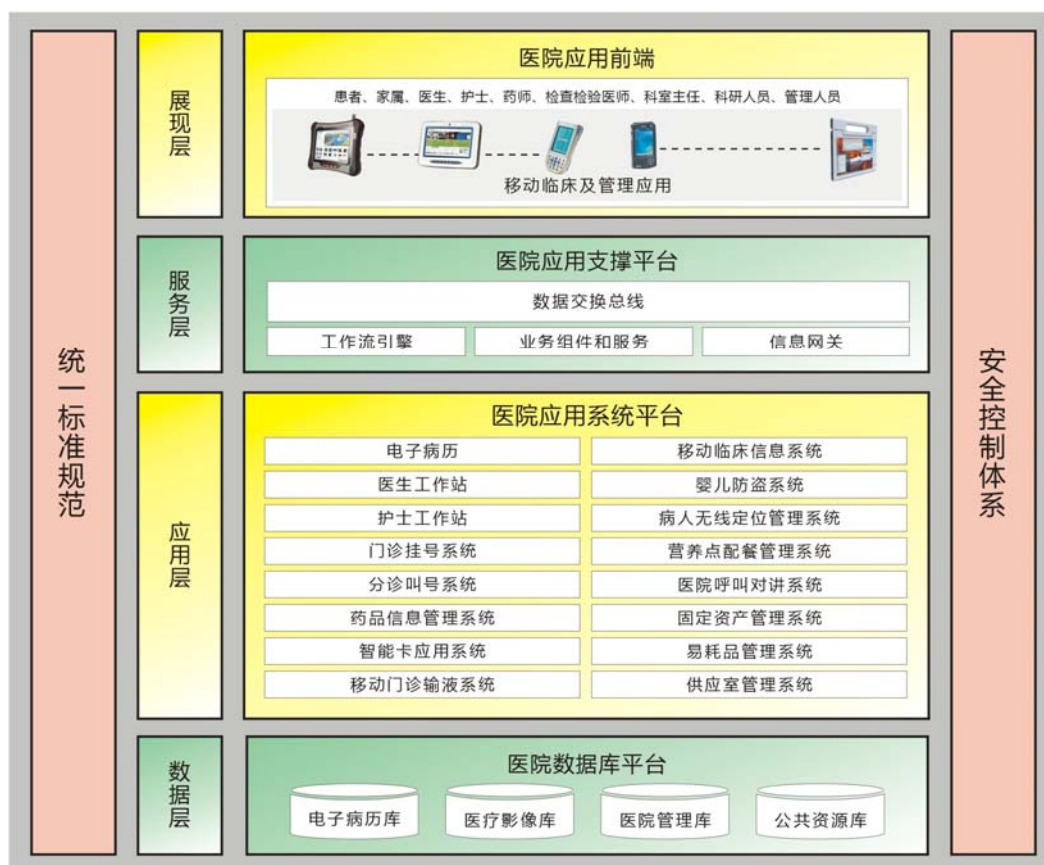 统一标准规范
展现层
医院应用前端
患者、家属、医生、护士、药师、检查检验医师、科室主任、科研人员、管理人员
移动临床及管理应用
服务层
医院应用支撑平台
数据交换总线
工作流引擎
业务组件和服务
信息网关
应用层
医院应用系统平台
电子病历
移动临床信息系统
医生工作站
婴儿防盗系统
护士工作站
病人无线定位管理系统
门诊挂号系统
营养点配餐管理系统
分诊叫号系统
医院呼叫对讲系统
药品信息管理系统
固定资产管理系统
智能卡应用系统
易耗品管理系统
移动门诊输液系统
供应室管理系统
数据层
医院数据库平台
电子病历库
医疗影像库
医院管理库
公共资源库
安全控制体系